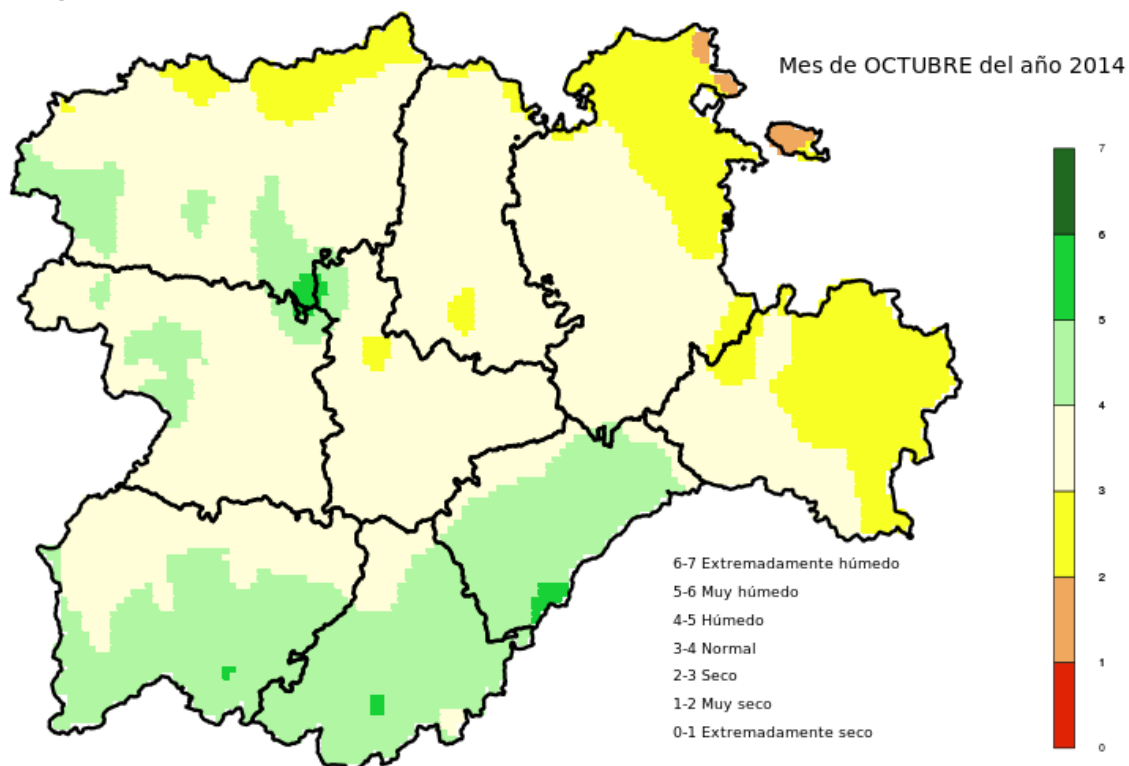 Mes de OCTUBRE del año 2014
7
6
5
4
3
2
1
0
6-7 Extremadamente húmedo
5-6 Muy húmedo
4-5 Húmedo
3-4 Normal
2-3 Seco
1-2 Muy seco
0-1 Extremadamente seco